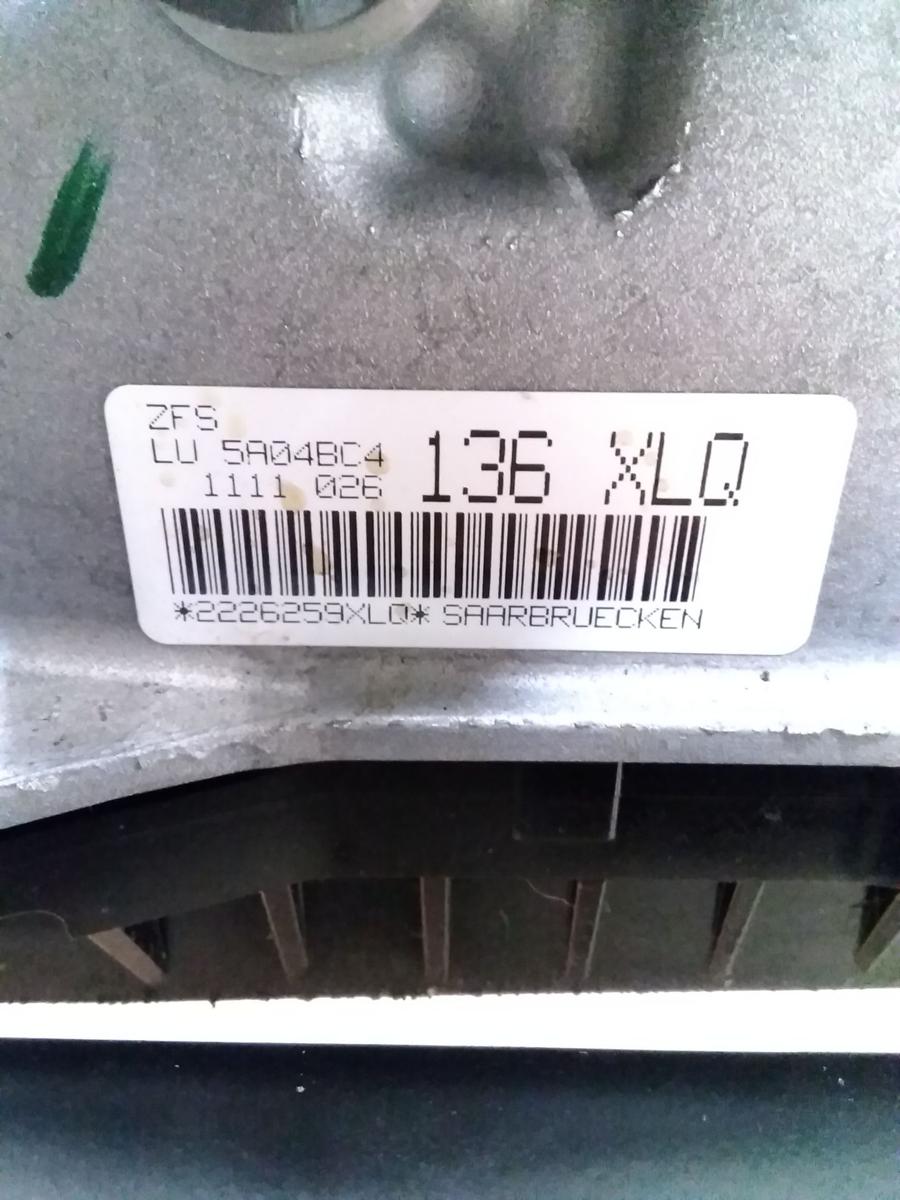 ZFS
LU 5A04BC4
1111 026
136 XLQ
*2226259XLQ* SAARBRUECKEN